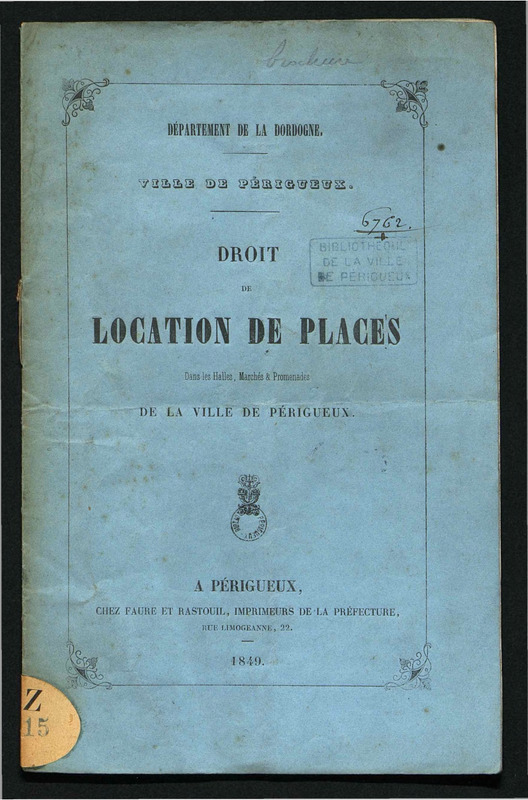 brochure
DÉPARTEMENT DE LA DORDOGNE.
VILLE DE PÉRIGUEUX.
6762.
BIBLIOTHÈQUE
DE LA VILLE
DE PÉRIGUEUX
DROIT
DE
LOCATION DE PLACES
Dans les Halles, Marchés & Promenades
DE LA VILLE DE PÉRIGUEUX.
A PÉRIGUEUX,
CHEZ FAURE ET RASTOUIL, IMPRIMEURS DE LA PRÉFECTURE,
RUE LIMOGEANNE, 22.
1849.
Z
15